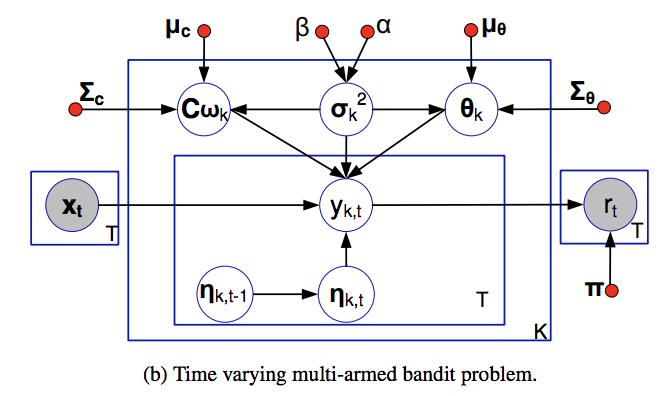 μc β α μθ
Σc Cωk σk² θk Σθ
xt T yk,t rt T
ηk,t-1 ηk,t T π
K
(b) Time varying multi-armed bandit problem.